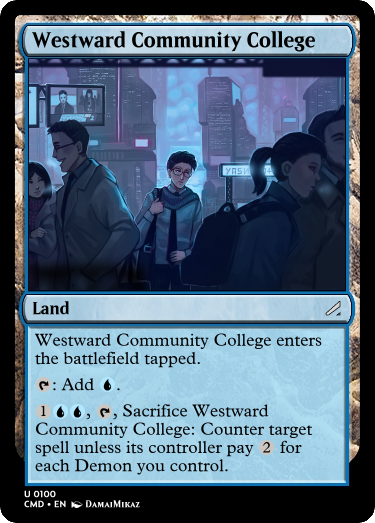 Westward Community College
Land
Westward Community College enters
the battlefield tapped.
: Add .
1 , , Sacrifice Westward
Community College: Counter target
spell unless its controller pay 2 for
each Demon you control.
U 0100
CMD • EN DamaiMikaz